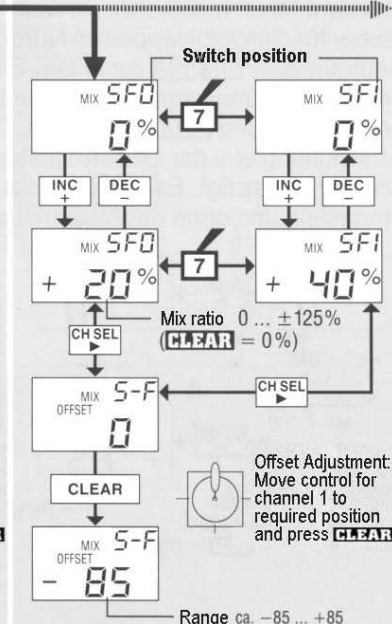 Switch position
MIX SF0
0%
7
MIX SF1
0%
INC
+
DEC
−
INC
+
DEC
−
MIX SF0
+ 20%
7
MIX SF1
+ 40%
Mix ratio 0 ... ±125%
(CLEAR = 0%)
CH SEL
MIX S-F
OFFSET
0
CH SEL
CLEAR
Offset Adjustment:
Move control for
channel 1 to
required position
and press CLEAR
MIX S-F
OFFSET
− 85
Range ca. −85 ... +85